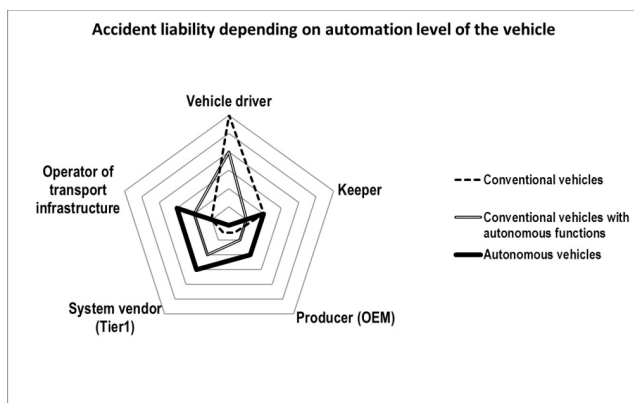 Accident liability depending on automation level of the vehicle
Vehicle driver
Operator of
transport
infrastructure
Keeper
Conventional vehicles
Conventional vehicles with
autonomous functions
Autonomous vehicles
System vendor
(Tier1)
Producer (OEM)